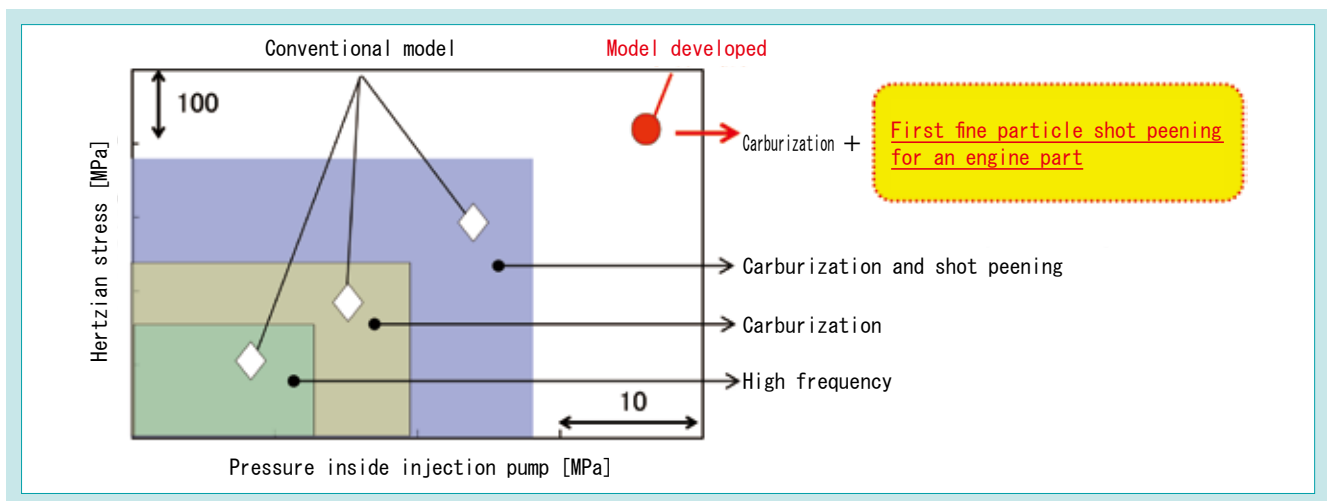 Conventional model
Model developed
100
Carburization +
First fine particle shot peening
for an engine part
Hertzian stress [MPa]
Carburization and shot peening
Carburization
High frequency
10
Pressure inside injection pump [MPa]